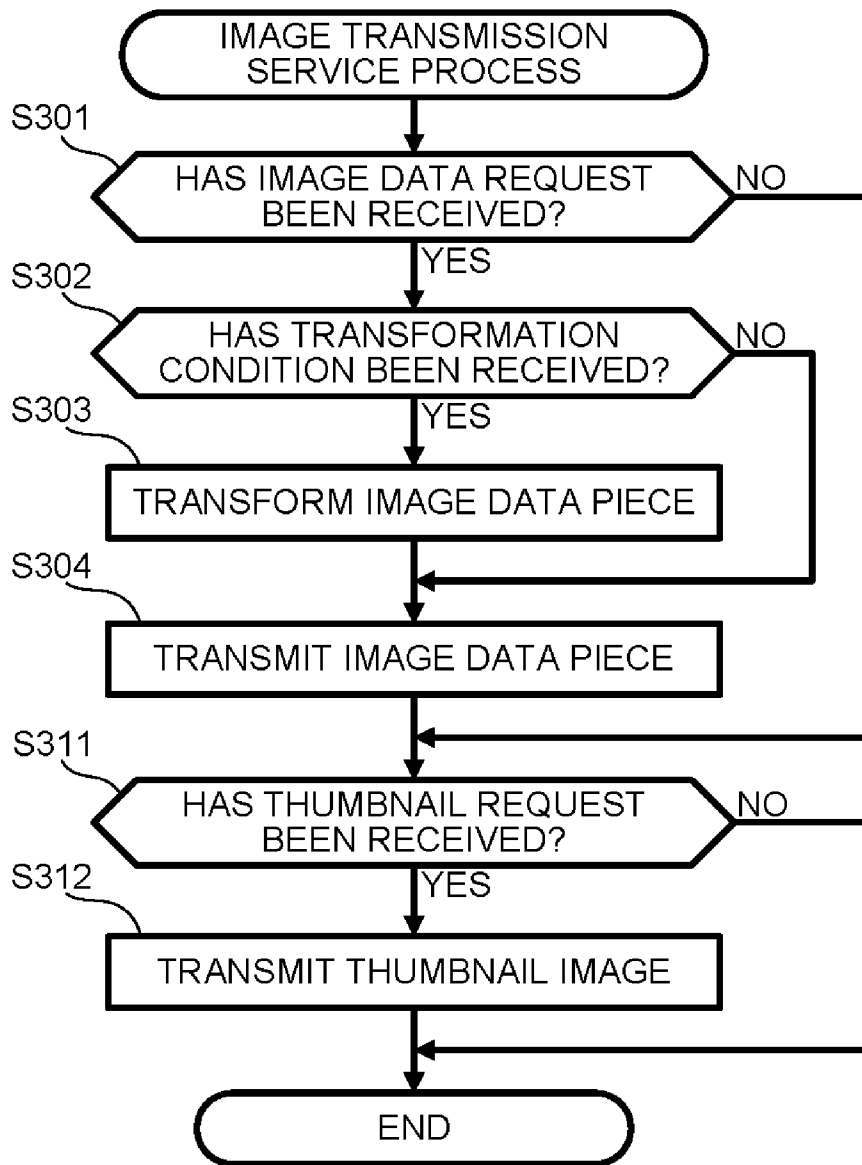 IMAGE TRANSMISSION
SERVICE PROCESS
S301
HAS IMAGE DATA REQUEST
BEEN RECEIVED?
NO
YES
S302
HAS TRANSFORMATION
CONDITION BEEN RECEIVED?
NO
YES
S303
TRANSFORM IMAGE DATA PIECE
S304
TRANSMIT IMAGE DATA PIECE
S311
HAS THUMBNAIL REQUEST
BEEN RECEIVED?
NO
YES
S312
TRANSMIT THUMBNAIL IMAGE
END